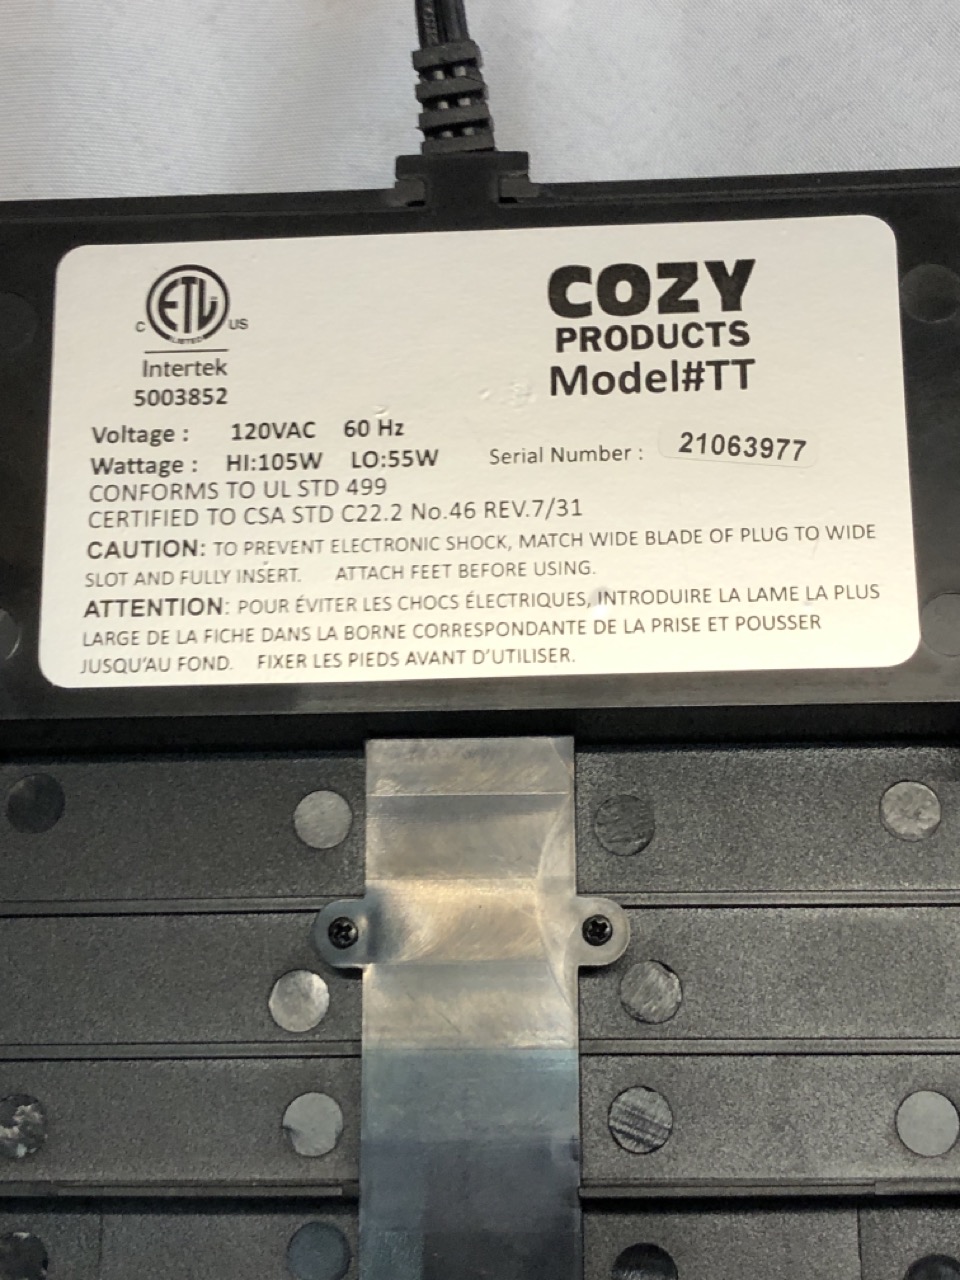 ETL
LISTED
C US
Intertek
5003852
COZY
PRODUCTS
Model#TT
Voltage : 120VAC 60 Hz
Wattage : HI:105W LO:55W
Serial Number : 21063977
CONFORMS TO UL STD 499
CERTIFIED TO CSA STD C22.2 No.46 REV.7/31
CAUTION: TO PREVENT ELECTRONIC SHOCK, MATCH WIDE BLADE OF PLUG TO WIDE
SLOT AND FULLY INSERT. ATTACH FEET BEFORE USING.
ATTENTION: POUR ÉVITER LES CHOCS ÉLECTRIQUES, INTRODUIRE LA LAME LA PLUS
LARGE DE LA FICHE DANS LA BORNE CORRESPONDANTE DE LA PRISE ET POUSSER
JUSQU'AU FOND. FIXER LES PIEDS AVANT D'UTILISER.